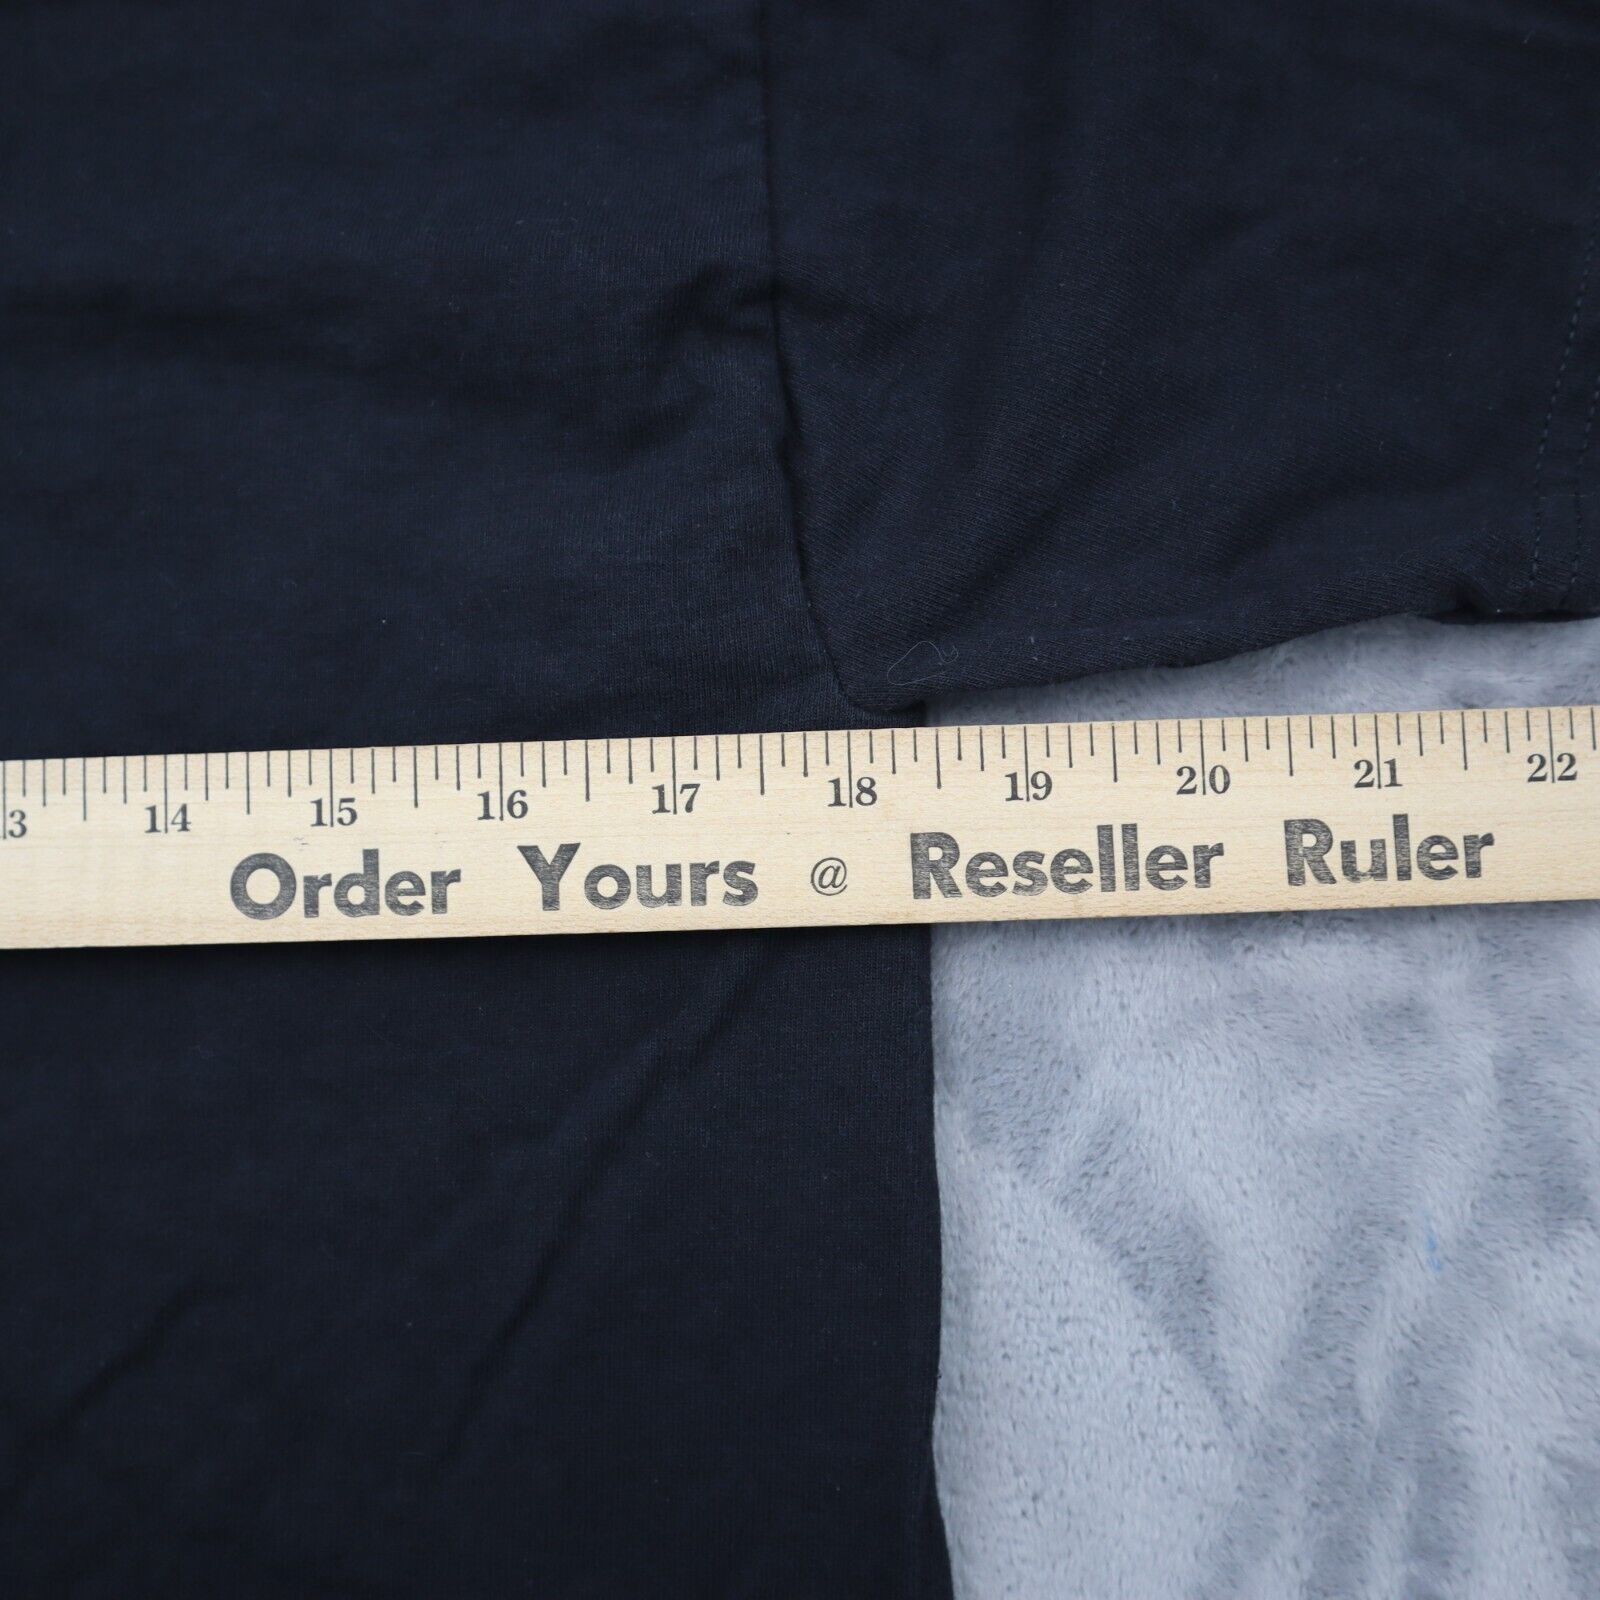 3 14 15 16 17 18 19 20 21 22
Order Yours @ Reseller Ruler